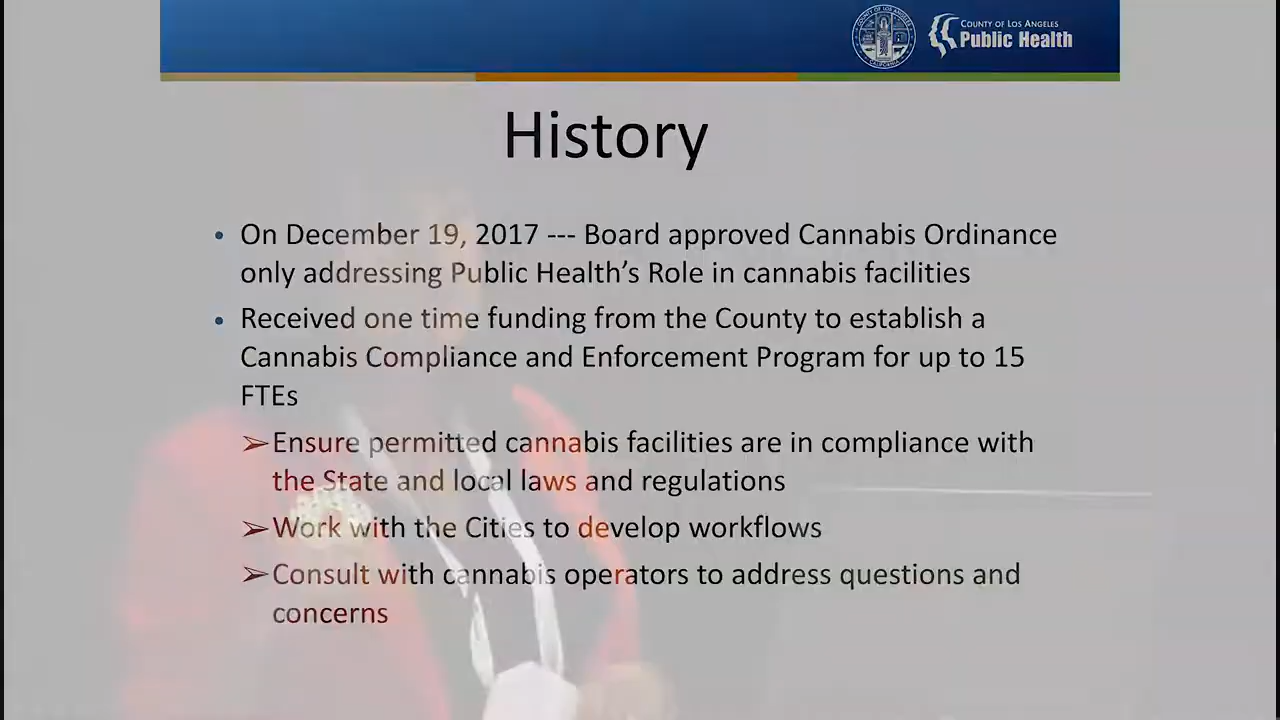 COUNTY OF LOS ANGELES
Public Health
History
• On December 19, 2017 --- Board approved Cannabis Ordinance
only addressing Public Health’s Role in cannabis facilities
• Received one time funding from the County to establish a
Cannabis Compliance and Enforcement Program for up to 15
FTEs
➢Ensure permitted cannabis facilities are in compliance with
the State and local laws and regulations
➢Work with the Cities to develop workflows
➢Consult with cannabis operators to address questions and
concerns